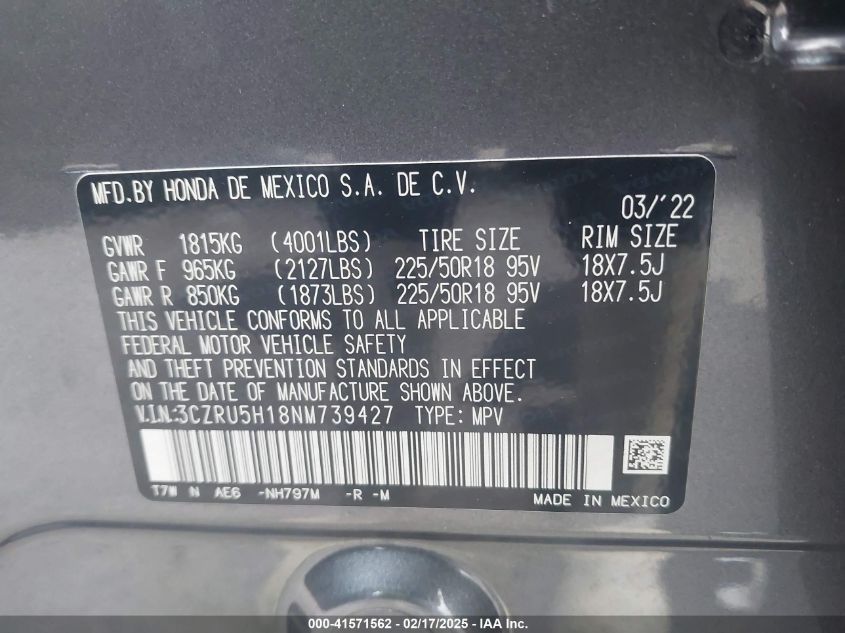 MFD.BY HONDA DE MEXICO S.A. DE C.V.
03/'22
GVWR 1815KG (4001LBS) TIRE SIZE RIM SIZE
GAWR F 965KG (2127LBS) 225/50R18 95V 18X7.5J
GAWR R 850KG (1873LBS) 225/50R18 95V 18X7.5J
THIS VEHICLE CONFORMS TO ALL APPLICABLE
FEDERAL MOTOR VEHICLE SAFETY
AND THEFT PREVENTION STANDARDS IN EFFECT
ON THE DATE OF MANUFACTURE SHOWN ABOVE.
V.I.N:3CZRU5H18NM739427 TYPE: MPV
T7W N AE6 -NH797M -R -M
MADE IN MEXICO
000-41571562 - 02/17/2025 - IAA Inc.